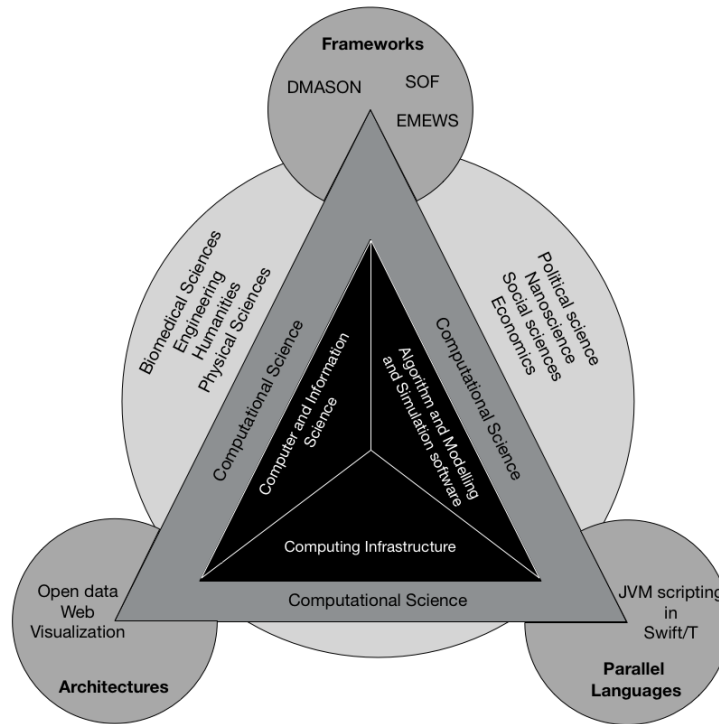 Frameworks
DMASON
SOF
EMEWS
Biomedical Sciences
Engineering
Humanities
Physical Sciences
Political science
Nanoscience
Social sciences
Economics
Computational Science
Computational Science
Computer and Information
Science
Algorithm and Modelling
and Simulation software
Computing Infrastructure
Computational Science
Open data
Web
Visualization
Architectures
JVM scripting
in
Swift/T
Parallel
Languages